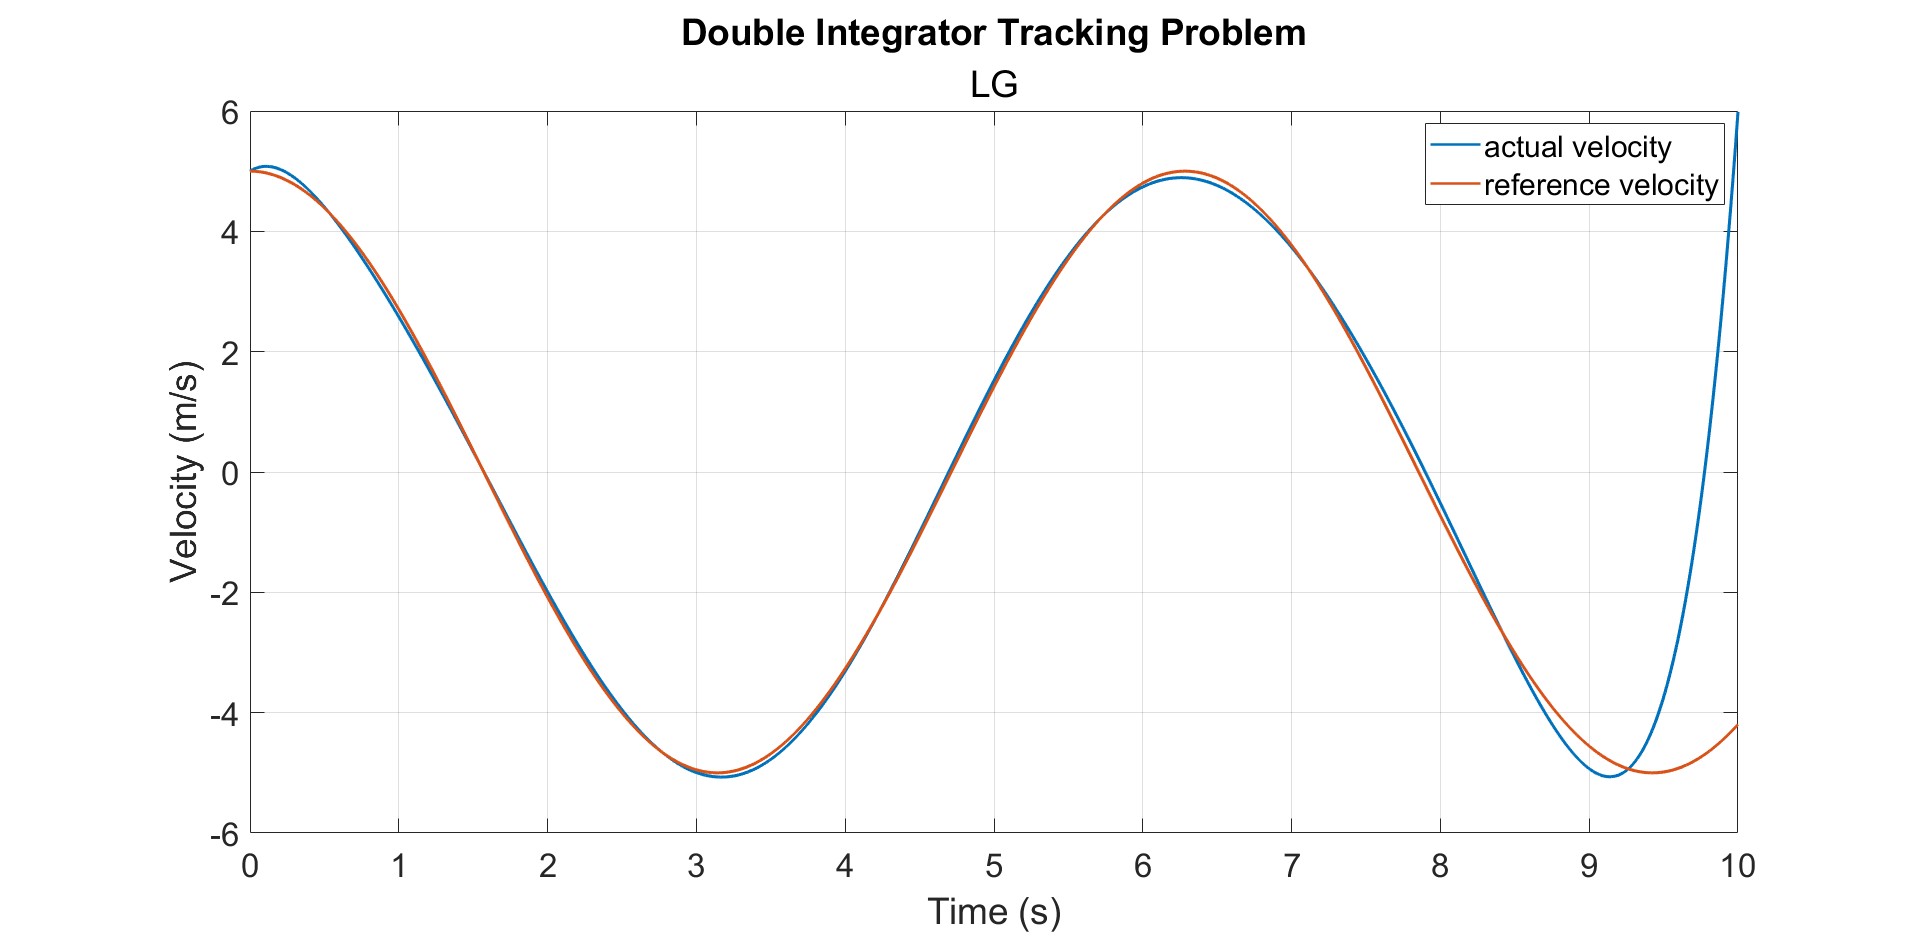 Double Integrator Tracking Problem
LG
actual velocity
reference velocity
Velocity (m/s)
6
4
2
0
-2
-4
-6
0 1 2 3 4 5 6 7 8 9 10
Time (s)